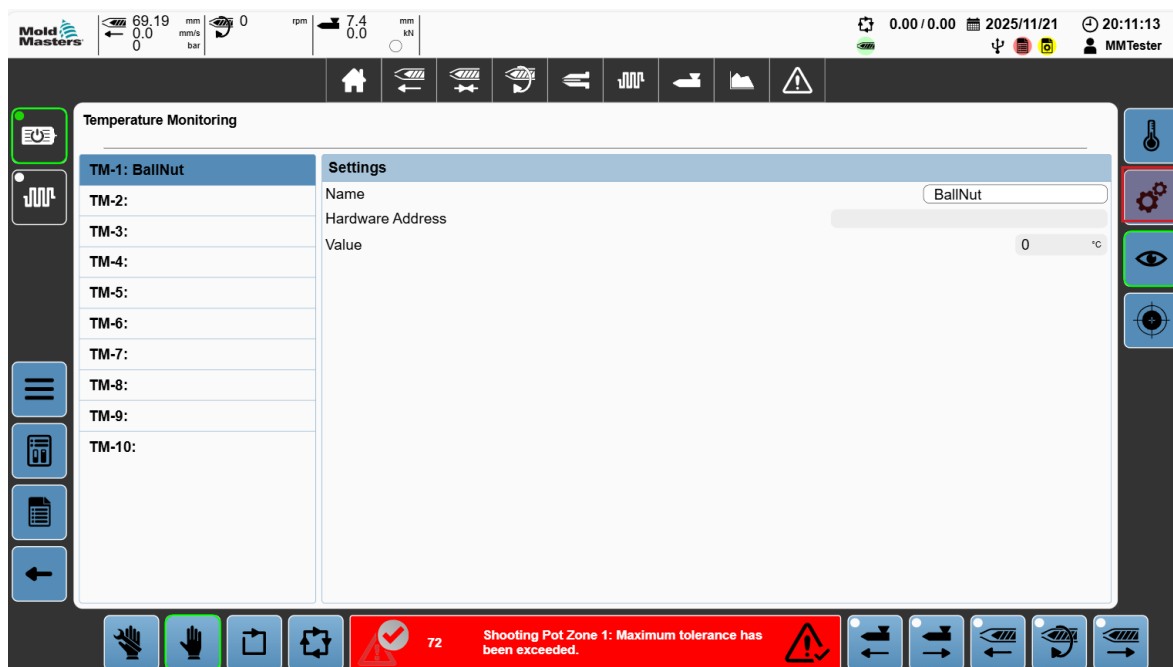 Mold
Masters
69.19 mm
0.0 mm/s
0 bar
0 rpm
7.4 mm
0.0 kN
0.00 / 0.00
2025/11/21
20:11:13
MMTester
Temperature Monitoring
TM-1: BallNut
TM-2:
TM-3:
TM-4:
TM-5:
TM-6:
TM-7:
TM-8:
TM-9:
TM-10:
Settings
Name
BallNut
Hardware Address
Value
0 °C
72
Shooting Pot Zone 1: Maximum tolerance has
been exceeded.